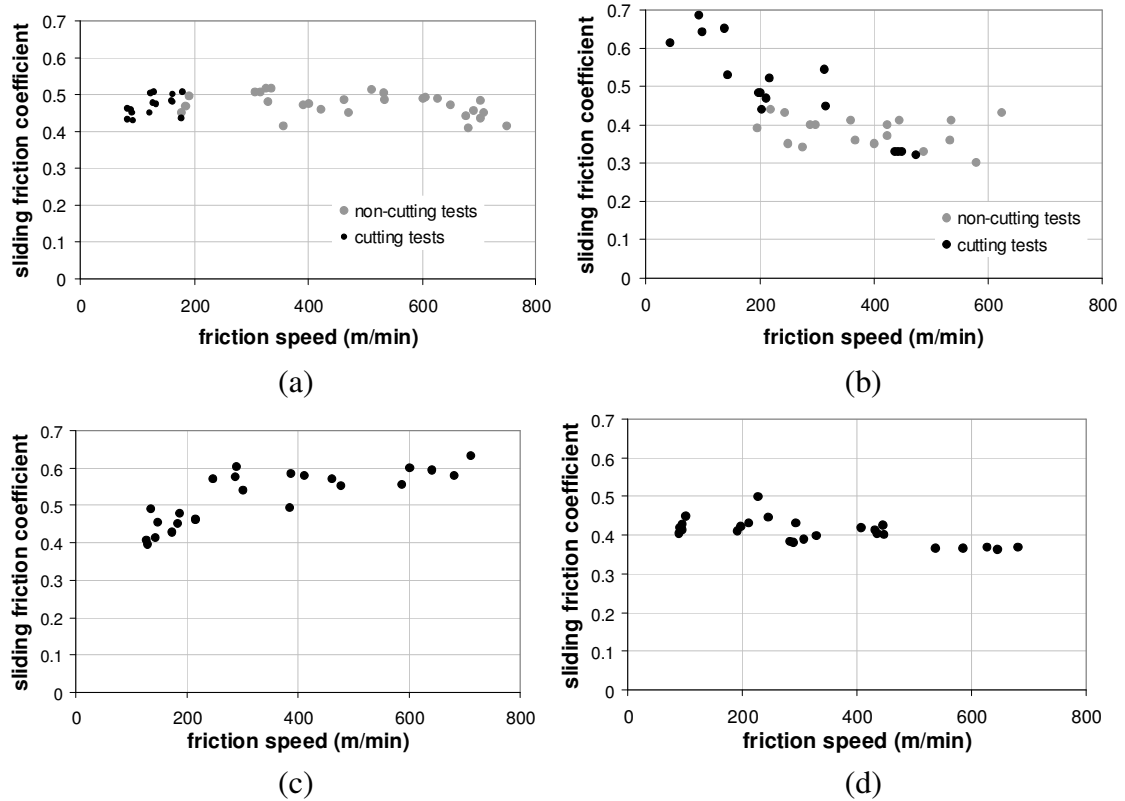 sliding friction coefficient
0.7
0.6
0.5
0.4
0.3
0.2
0.1
0
non-cutting tests
cutting tests
0 200 400 600 800
friction speed (m/min)
(a)
sliding friction coefficient
0.7
0.6
0.5
0.4
0.3
0.2
0.1
0
non-cutting tests
cutting tests
0 200 400 600 800
friction speed (m/min)
(b)
sliding friction coefficient
0.7
0.6
0.5
0.4
0.3
0.2
0.1
0
0 200 400 600 800
friction speed (m/min)
(c)
sliding friction coefficient
0.7
0.6
0.5
0.4
0.3
0.2
0.1
0
0 200 400 600 800
friction speed (m/min)
(d)